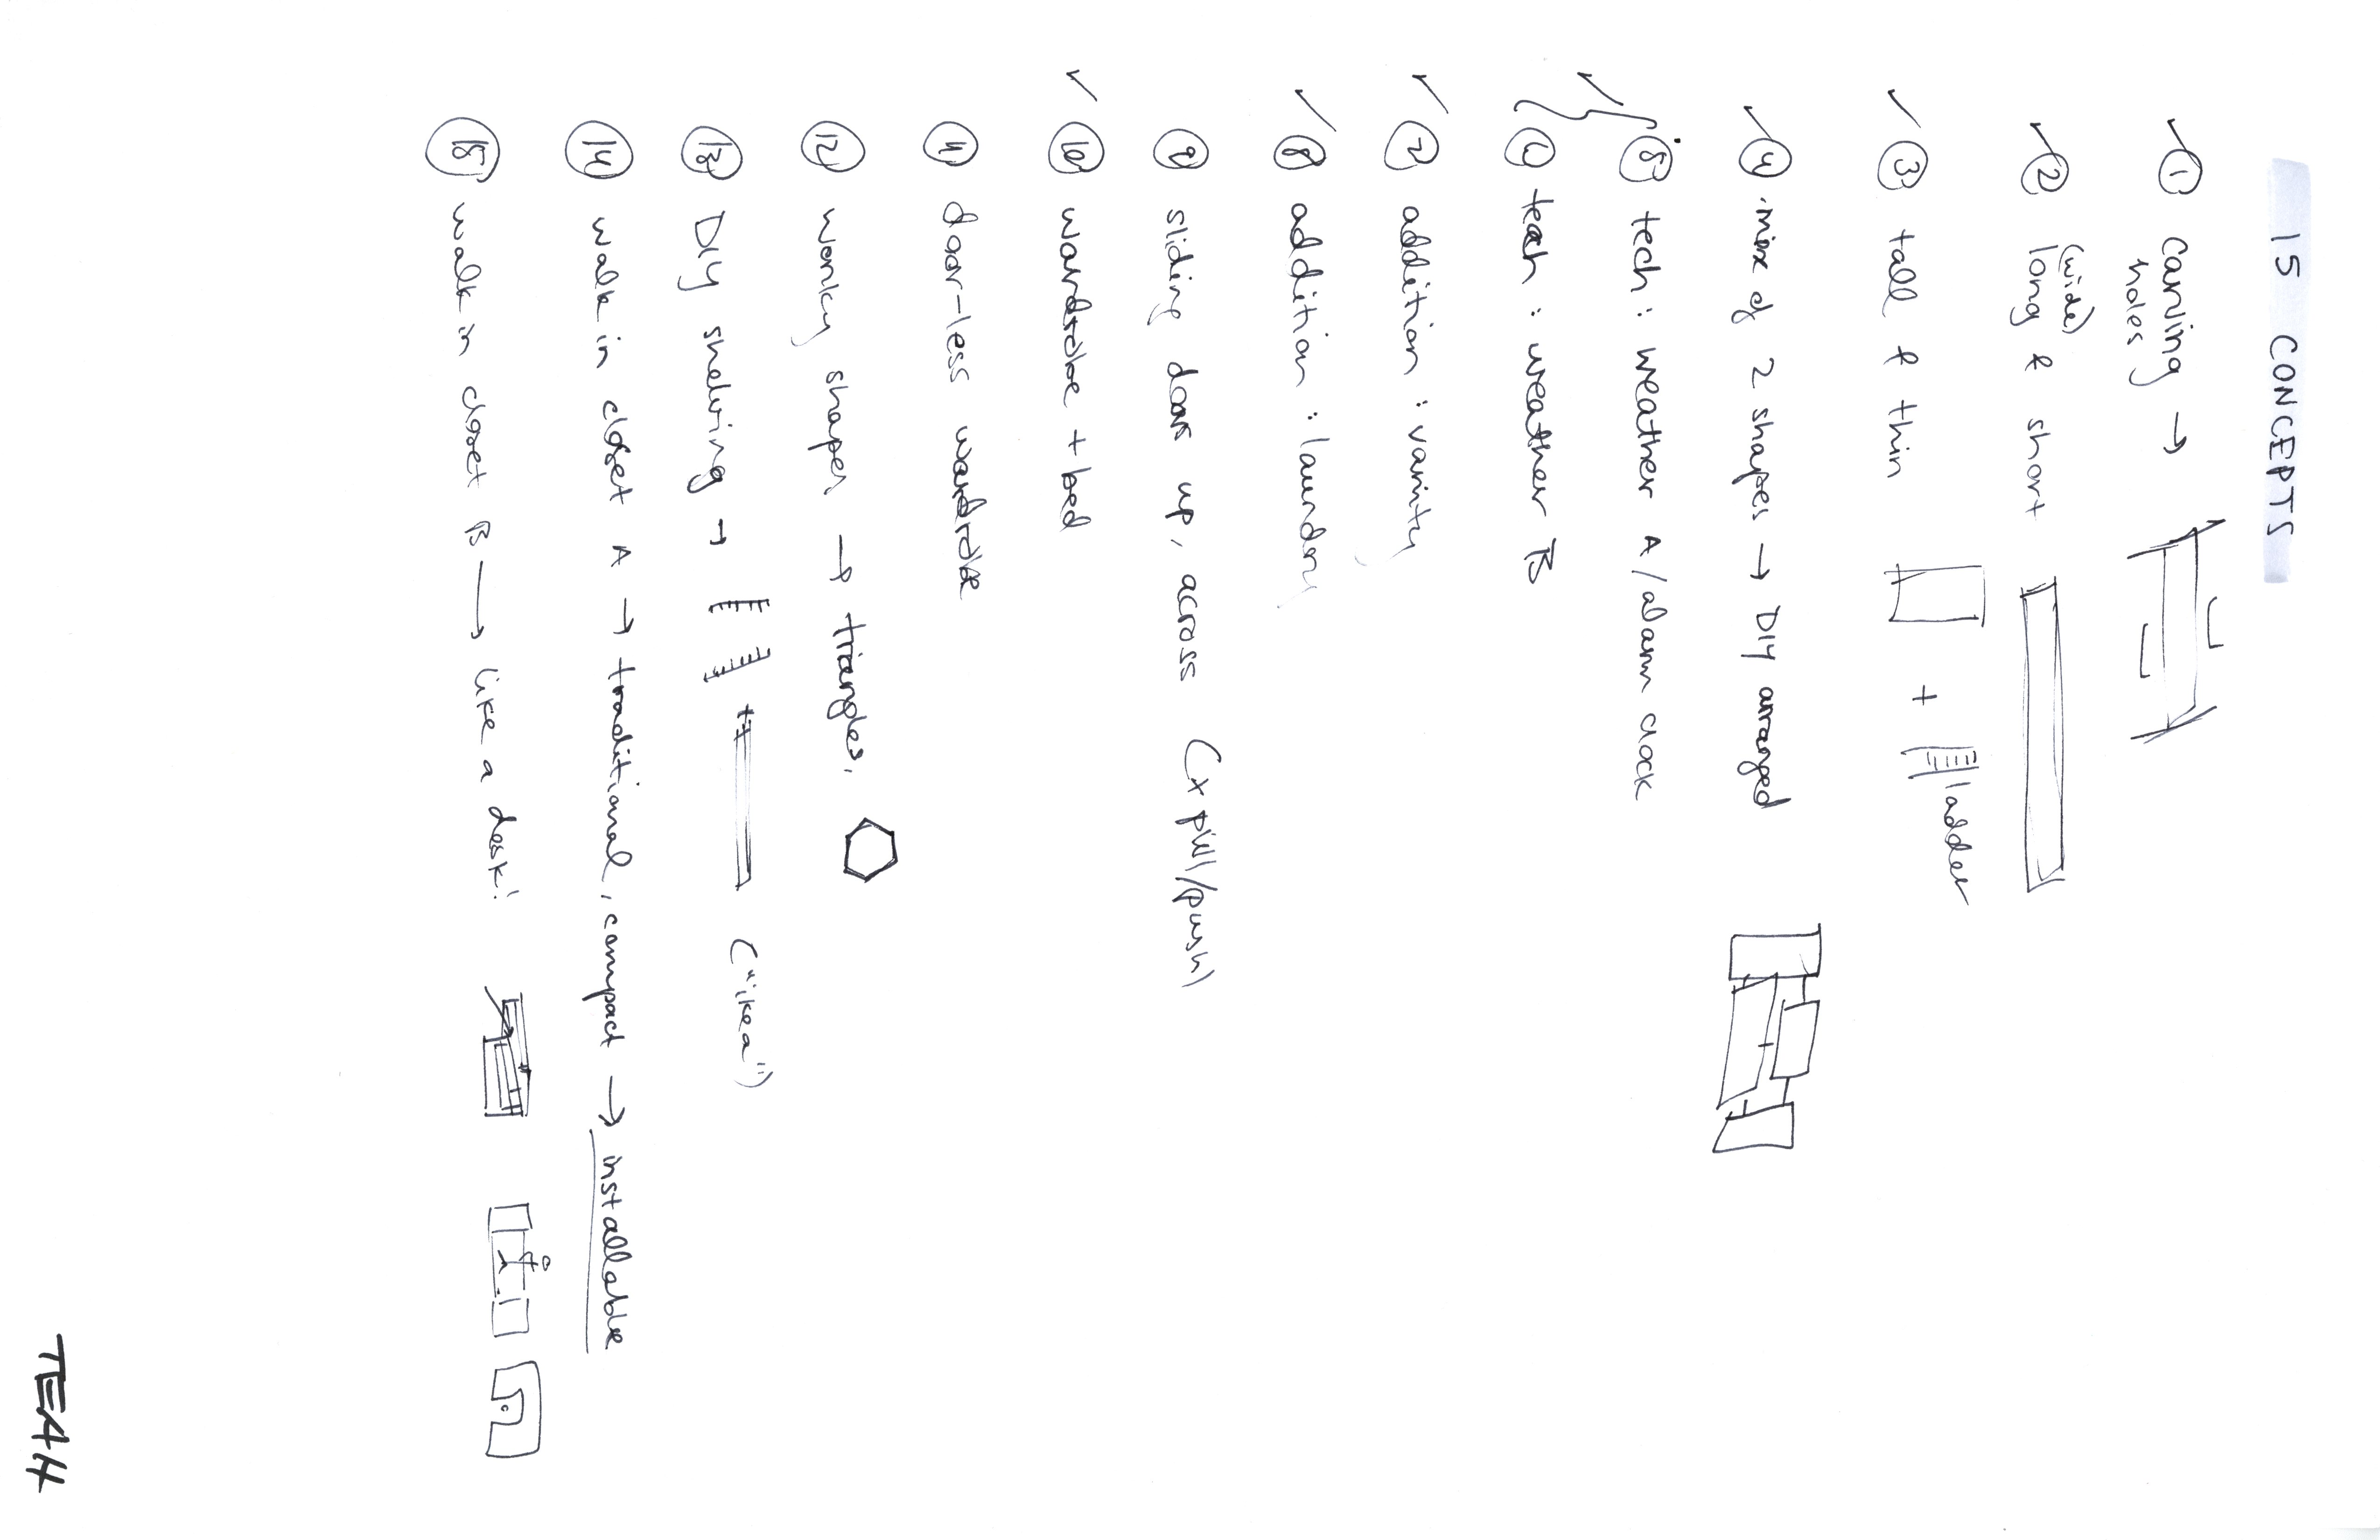 15 CONCEPTS
✓ ① Carving →
holes
(wide)
✓ ② long & short
✓ ③ tall & thin + ladder
✓ ④ mix of 2 shapes → DIY arranged
✓ ⑤ tech : weather A / alarm clock
⑥ tech : weather B
✓ ⑦ addition : vanity
✓ ⑧ addition : laundry
⑨ sliding door up, across (x pull/push)
✓ ⑩ wardrobe + bed
⑪ door-less wardrobe
⑫ wonky shapes → triangles,
⑬ DIY shelving → ("ikea")
⑭ walk in closet A → traditional, compact → installable
⑮ walk in closet B → like a desk!
TEAH